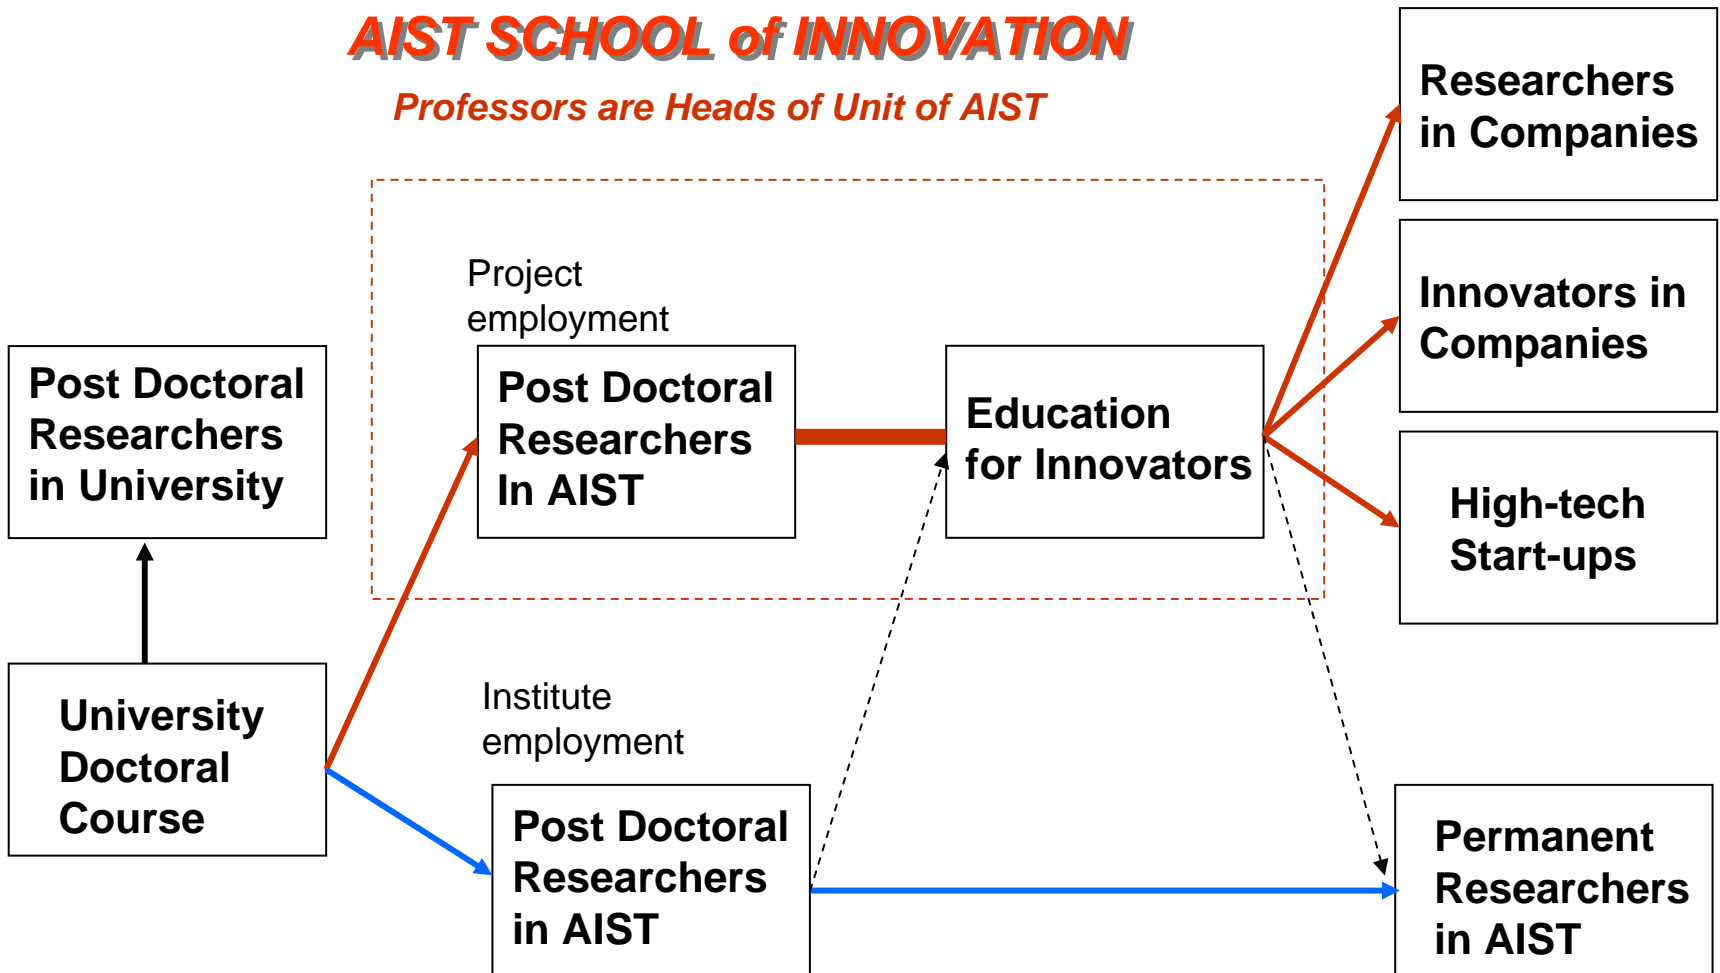 AIST SCHOOL of INNOVATION
Professors are Heads of Unit of AIST
Researchers
in Companies
Innovators in
Companies
High-tech
Start-ups
Project
employment
Post Doctoral
Researchers
In AIST
Education
for Innovators
Post Doctoral
Researchers
in University
University
Doctoral
Course
Institute
employment
Post Doctoral
Researchers
in AIST
Permanent
Researchers
in AIST